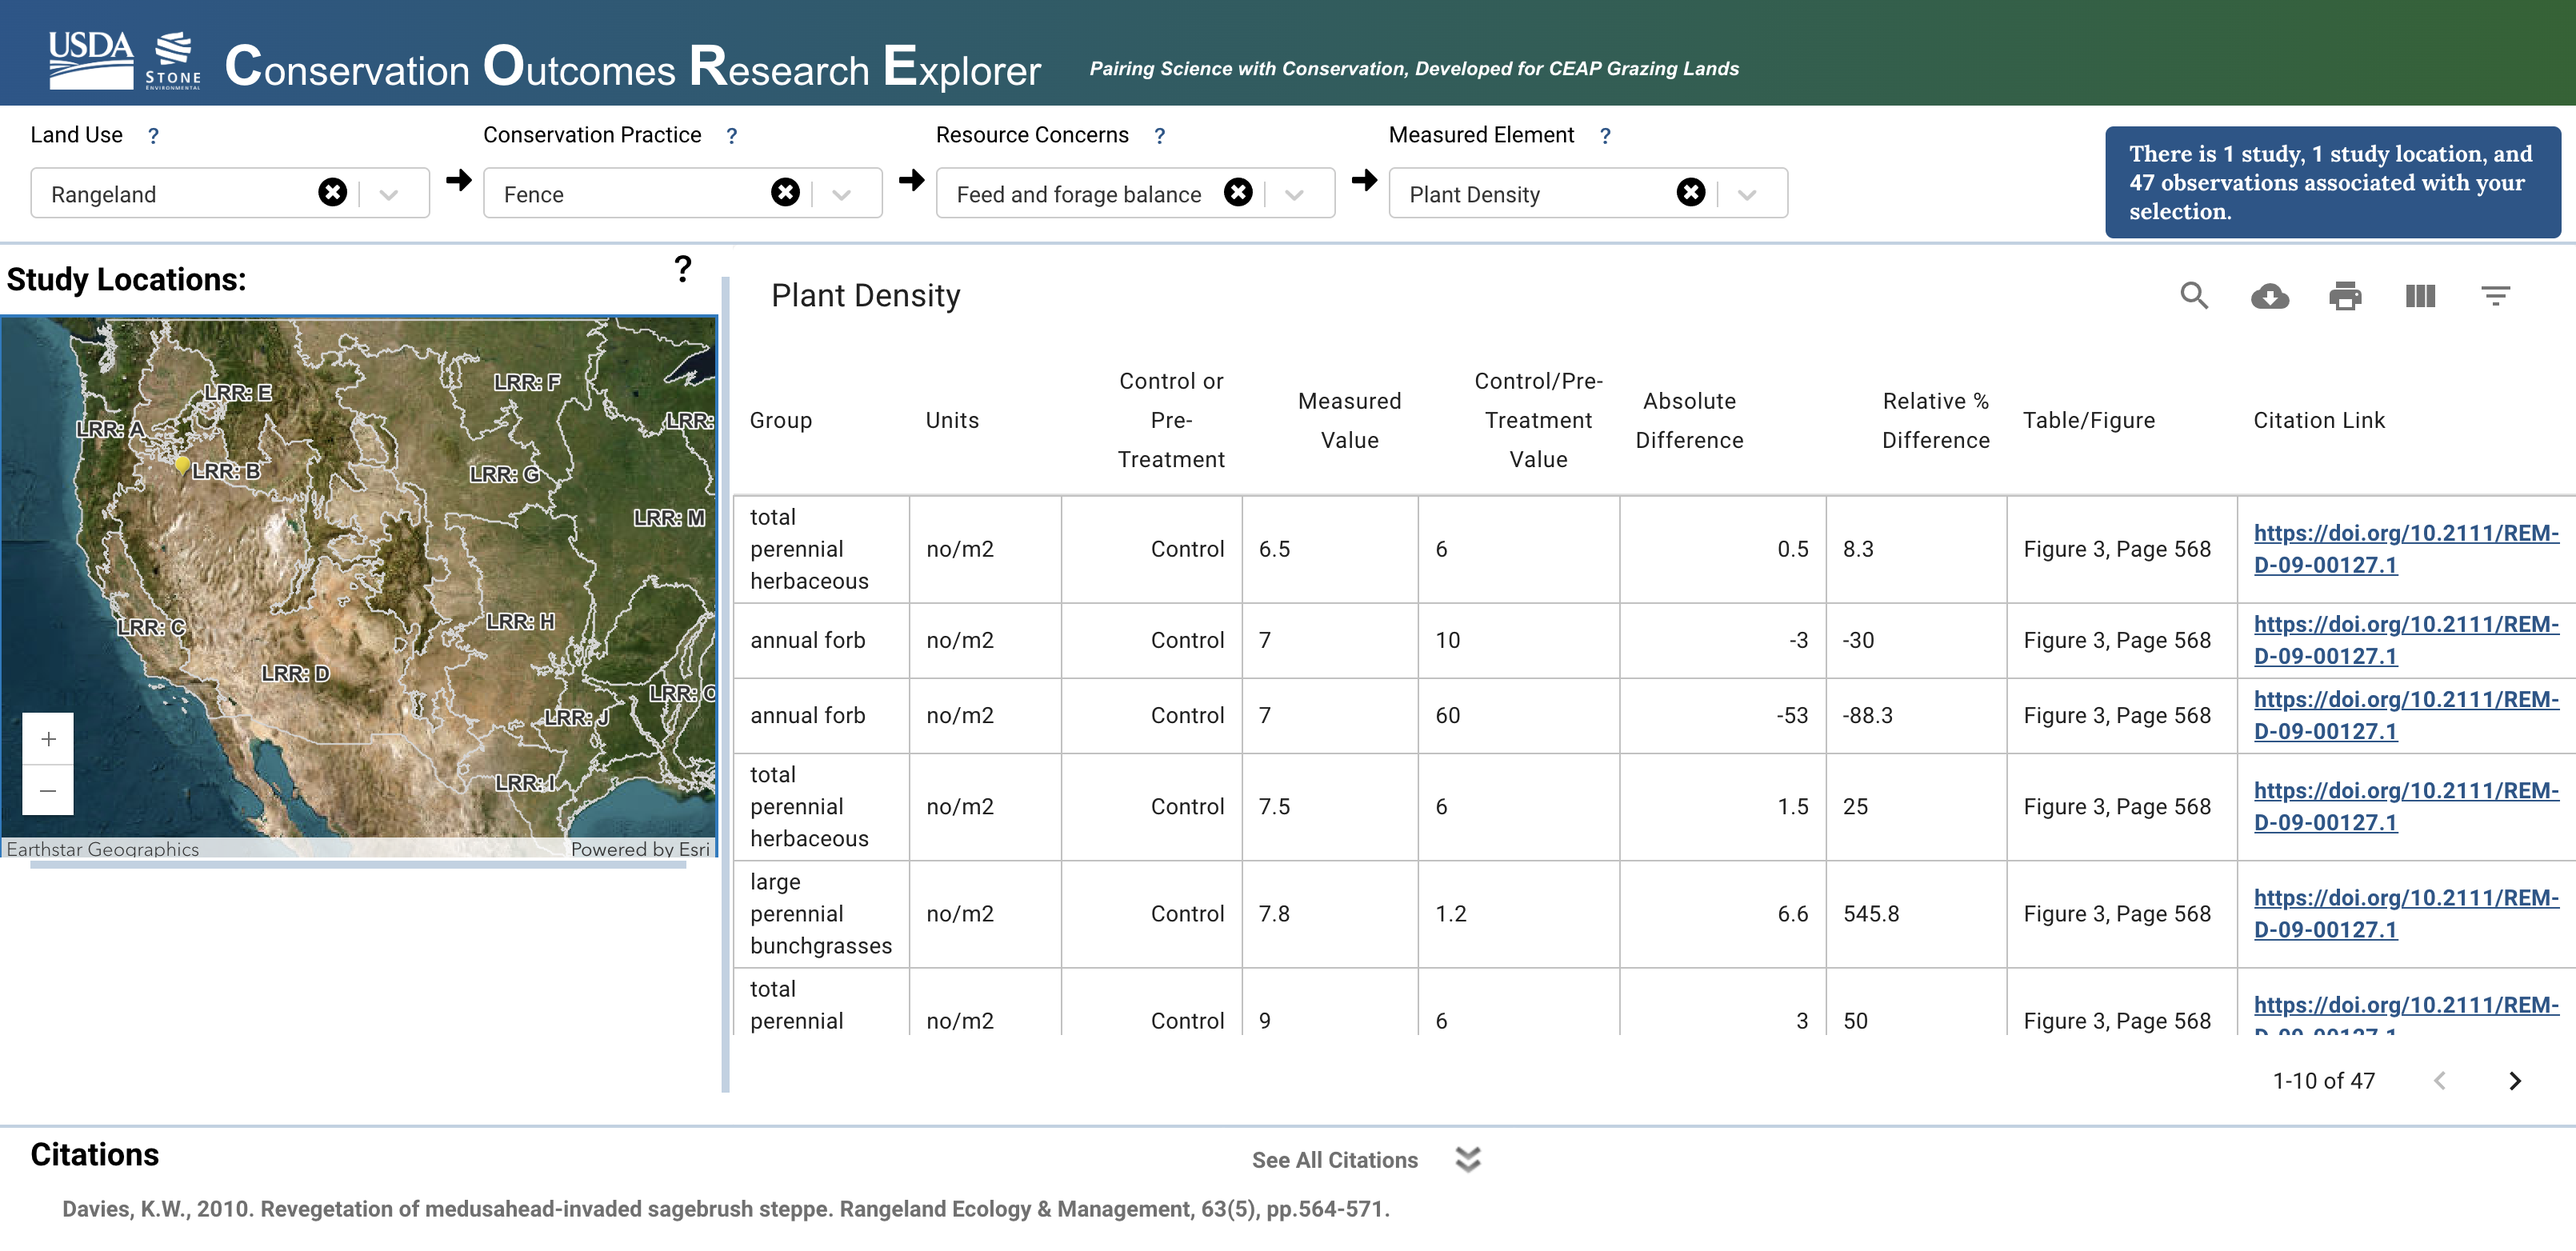 USDA
STONE
ENVIRONMENTAL
Conservation Outcomes Research Explorer
Pairing Science with Conservation, Developed for CEAP Grazing Lands
Land Use ?
Conservation Practice ?
Resource Concerns ?
Measured Element ?
Rangeland
Fence
Feed and forage balance
Plant Density
There is 1 study, 1 study location, and
47 observations associated with your
selection.
Study Locations:
?
LRR: E
LRR: F
LRR: A
LRR:
LRR: B
LRR: G
LRR: M
LRR: C
LRR: H
LRR: D
LRR: J
LRR: I
Earthstar Geographics
Powered by Esri
Plant Density
Group
Units
Control or
Pre-
Treatment
Measured
Value
Control/Pre-
Treatment
Value
Absolute
Difference
Relative %
Difference
Table/Figure
Citation Link
total
perennial
herbaceous
no/m2
Control
6.5
6
0.5
8.3
Figure 3, Page 568
https://doi.org/10.2111/REM-
D-09-00127.1
annual forb
no/m2
Control
7
10
-3
-30
Figure 3, Page 568
https://doi.org/10.2111/REM-
D-09-00127.1
annual forb
no/m2
Control
7
60
-53
-88.3
Figure 3, Page 568
https://doi.org/10.2111/REM-
D-09-00127.1
total
perennial
herbaceous
no/m2
Control
7.5
6
1.5
25
Figure 3, Page 568
https://doi.org/10.2111/REM-
D-09-00127.1
large
perennial
bunchgrasses
no/m2
Control
7.8
1.2
6.6
545.8
Figure 3, Page 568
https://doi.org/10.2111/REM-
D-09-00127.1
total
perennial
no/m2
Control
9
6
3
50
Figure 3, Page 568
https://doi.org/10.2111/REM-
1-10 of 47
Citations
See All Citations
Davies, K.W., 2010. Revegetation of medusahead-invaded sagebrush steppe. Rangeland Ecology & Management, 63(5), pp.564-571.